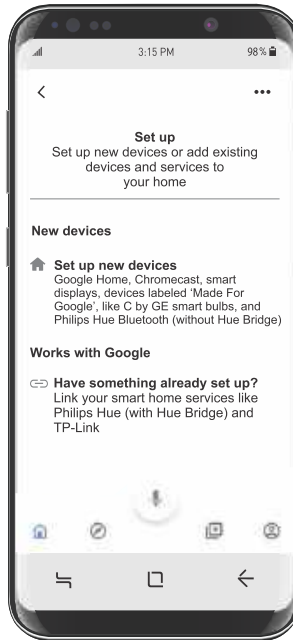 3:15 PM
98%
Set up
Set up new devices or add existing
devices and services to
your home
New devices
Set up new devices
Google Home, Chromecast, smart
displays, devices labeled 'Made For
Google', like C by GE smart bulbs, and
Philips Hue Bluetooth (without Hue Bridge)
Works with Google
Have something already set up?
Link your smart home services like
Philips Hue (with Hue Bridge) and
TP-Link